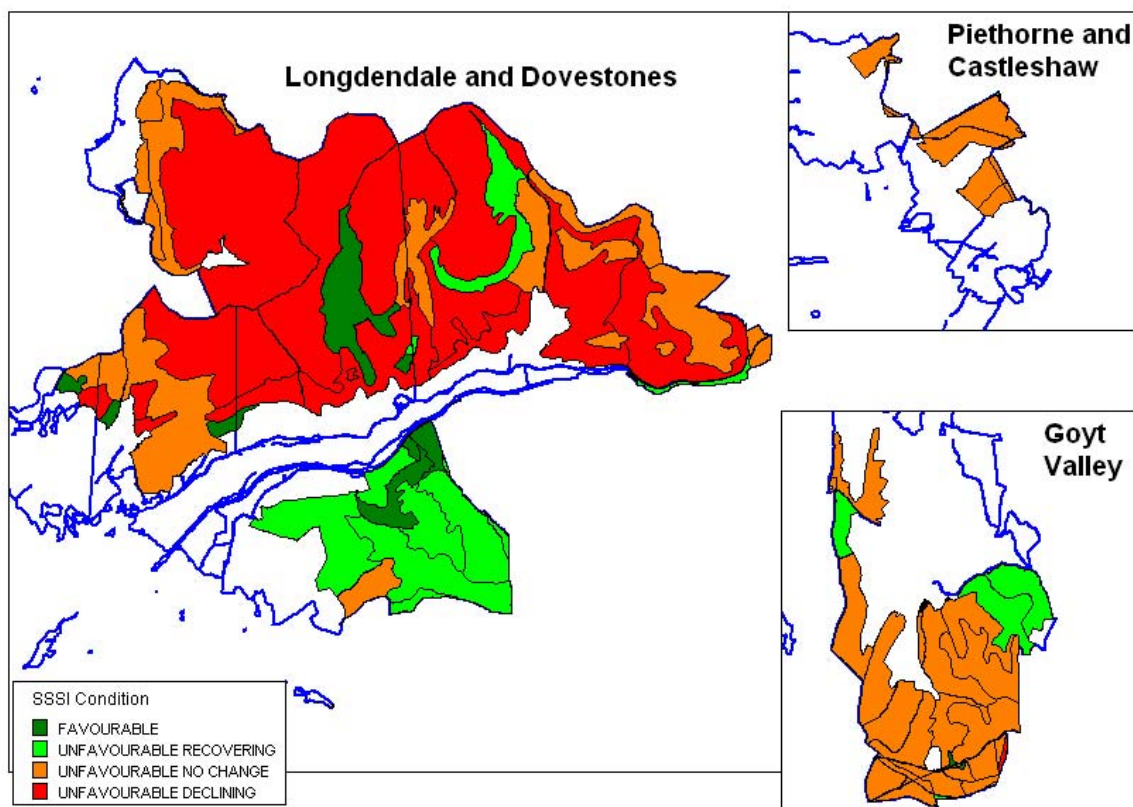 Longdendale and Dovestones
Piethorne and
Castleshaw
Goyt
Valley
SSSI Condition
FAVOURABLE
UNFAVOURABLE RECOVERING
UNFAVOURABLE NO CHANGE
UNFAVOURABLE DECLINING